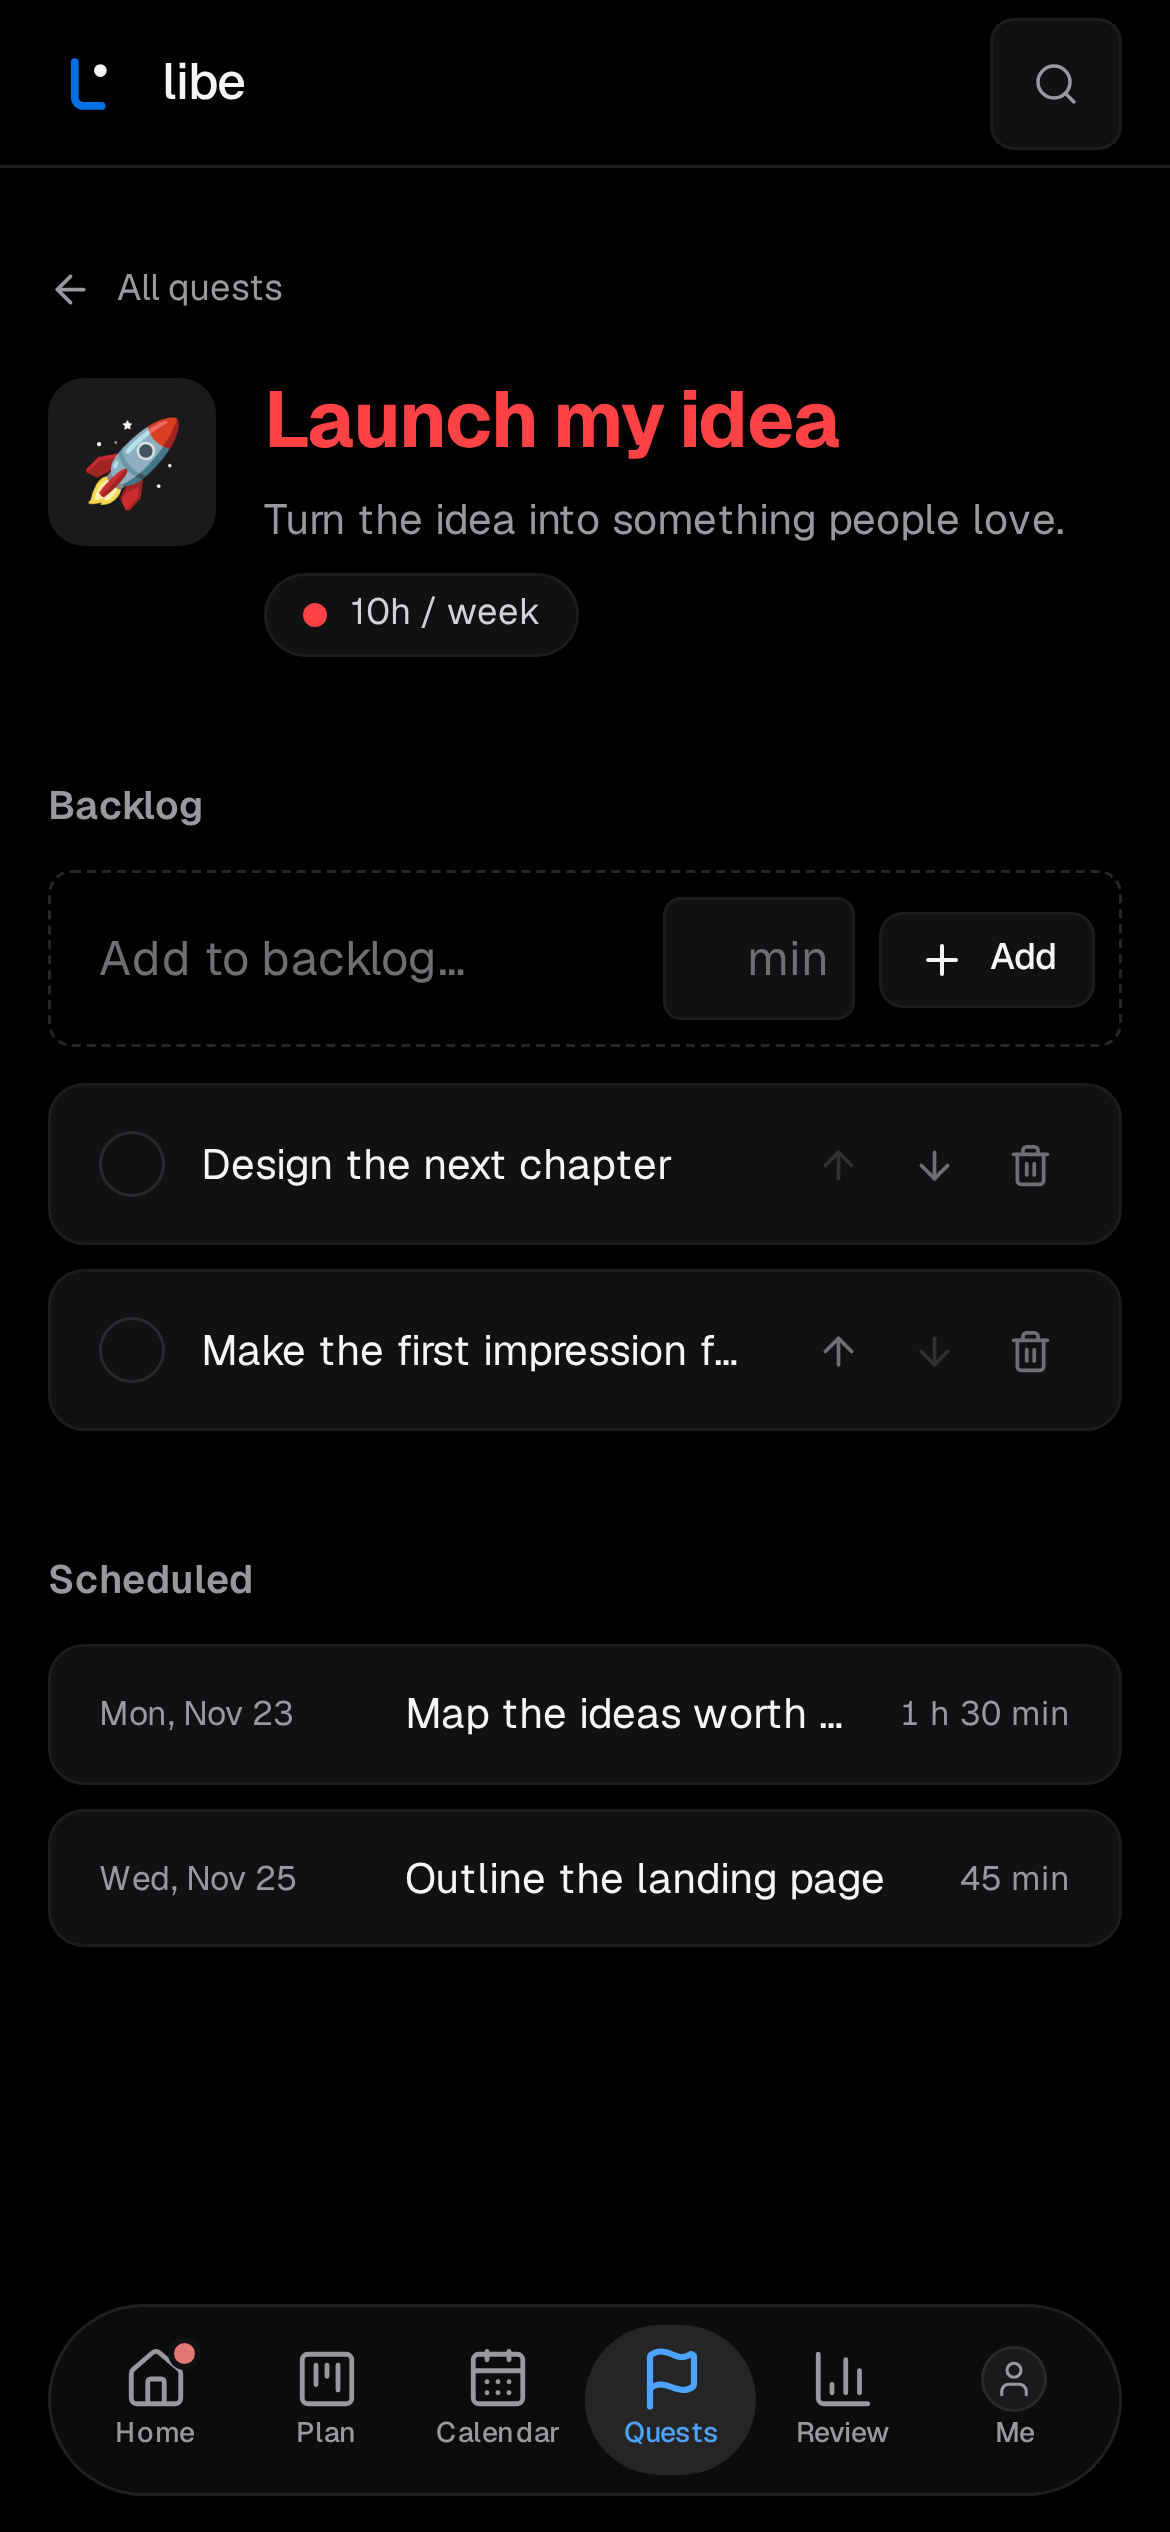 libe
All quests
Launch my idea
Turn the idea into something people love.
10h / week
Backlog
Add to backlog…
min
Add
Design the next chapter
Make the first impression f…
Scheduled
Mon, Nov 23
Map the ideas worth …
1 h 30 min
Wed, Nov 25
Outline the landing page
45 min
Home
Plan
Calendar
Quests
Review
Me